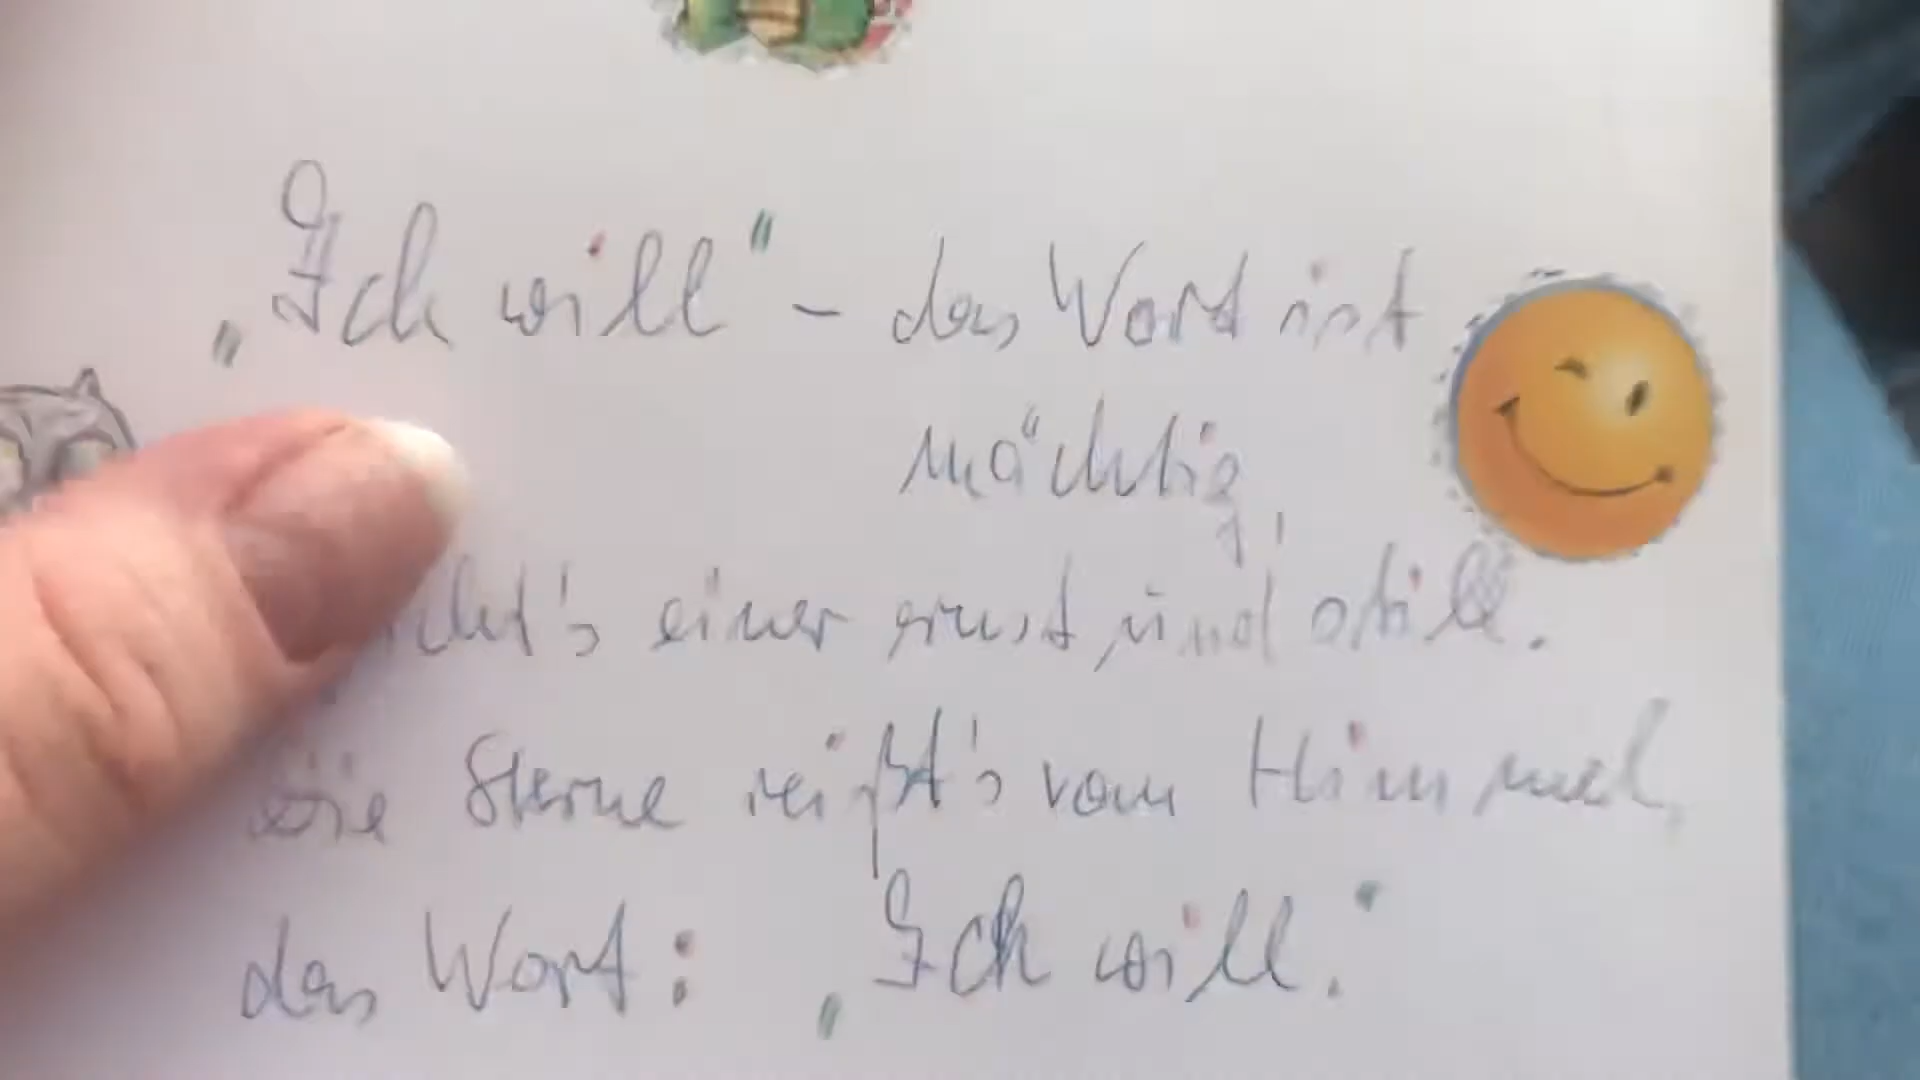 „Ich will" – das Wort ist
mächtig,
einer ernst und still.
die Sterne reißt's vom Himmel,
das Wort: „Ich will."